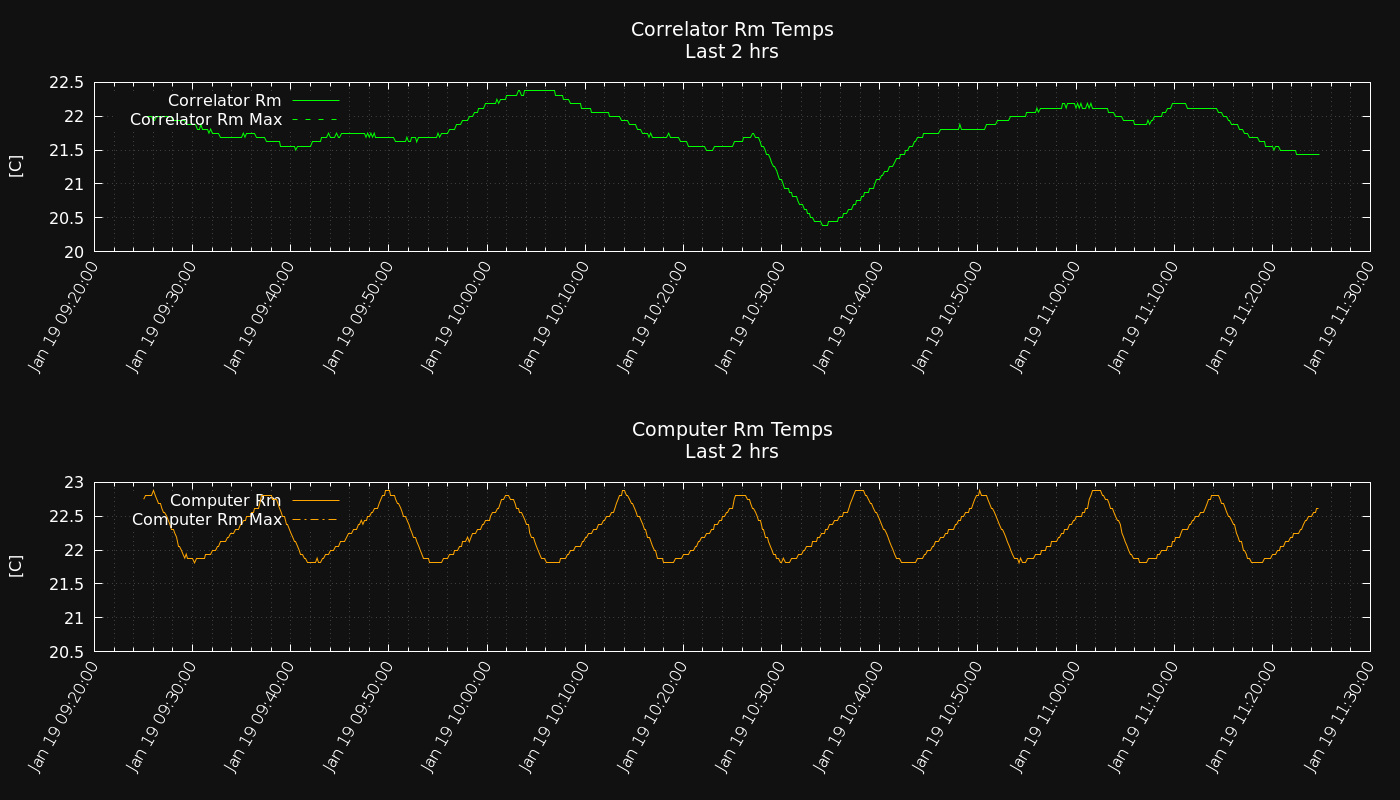 Correlator Rm Temps
Last 2 hrs
22.5
22
21.5
21
20.5
20
[C]
Correlator Rm
Correlator Rm Max
Jan 19 09:20:00
Jan 19 09:30:00
Jan 19 09:40:00
Jan 19 09:50:00
Jan 19 10:00:00
Jan 19 10:10:00
Jan 19 10:20:00
Jan 19 10:30:00
Jan 19 10:40:00
Jan 19 10:50:00
Jan 19 11:00:00
Jan 19 11:10:00
Jan 19 11:20:00
Jan 19 11:30:00
Computer Rm Temps
Last 2 hrs
23
22.5
22
21.5
21
20.5
[C]
Computer Rm
Computer Rm Max
Jan 19 09:20:00
Jan 19 09:30:00
Jan 19 09:40:00
Jan 19 09:50:00
Jan 19 10:00:00
Jan 19 10:10:00
Jan 19 10:20:00
Jan 19 10:30:00
Jan 19 10:40:00
Jan 19 10:50:00
Jan 19 11:00:00
Jan 19 11:10:00
Jan 19 11:20:00
Jan 19 11:30:00